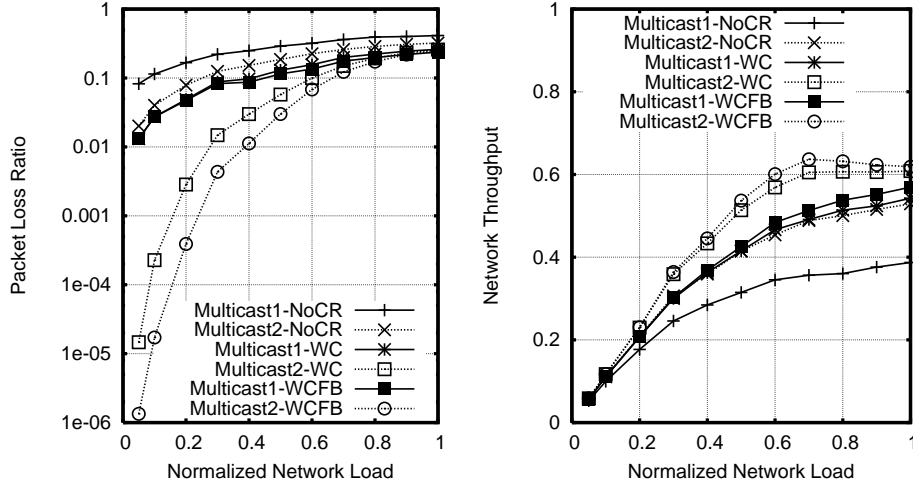 Packet Loss Ratio
1
0.1
0.01
0.001
1e-04
1e-05
1e-06
0 0.2 0.4 0.6 0.8 1
Normalized Network Load
Multicast1-NoCR
Multicast2-NoCR
Multicast1-WC
Multicast2-WC
Multicast1-WCFB
Multicast2-WCFB
Network Throughput
1
0.8
0.6
0.4
0.2
0
0 0.2 0.4 0.6 0.8 1
Normalized Network Load
Multicast1-NoCR
Multicast2-NoCR
Multicast1-WC
Multicast2-WC
Multicast1-WCFB
Multicast2-WCFB